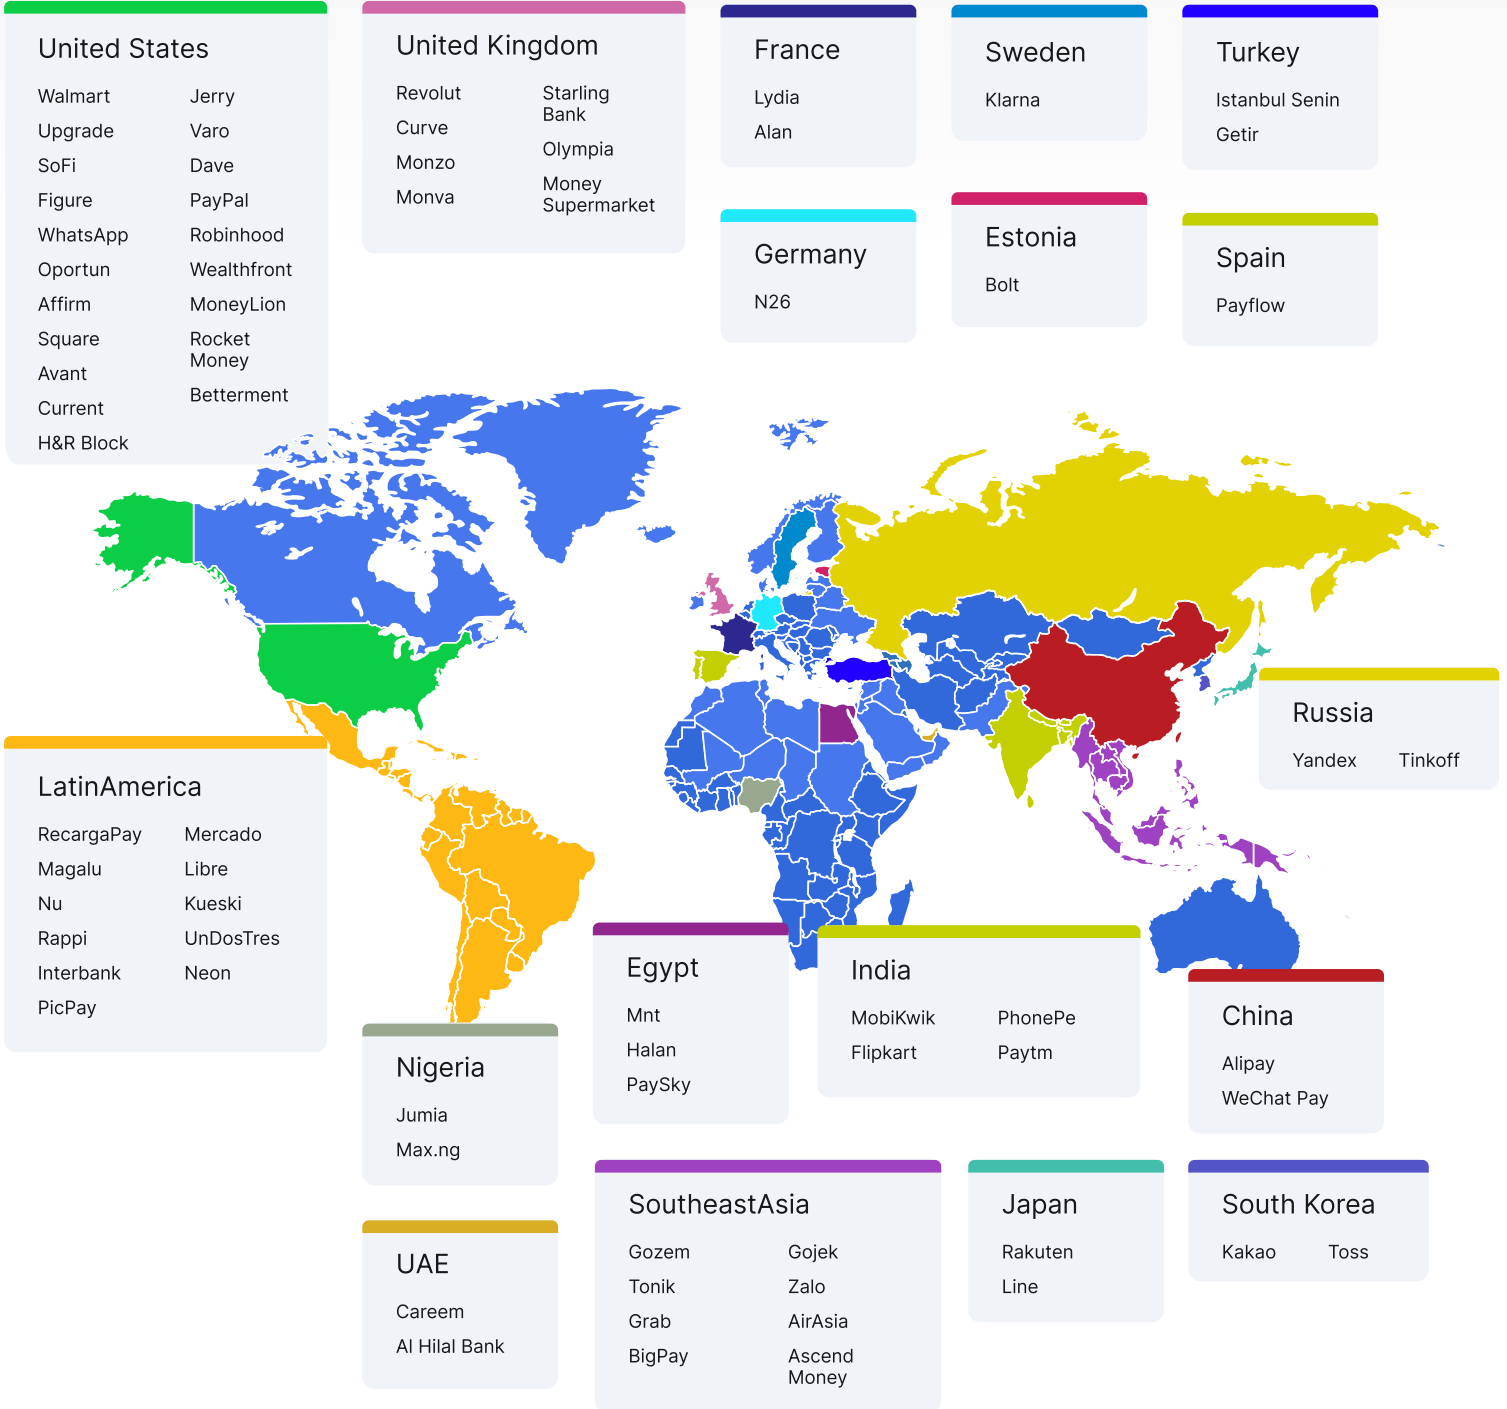 United States
Walmart
Upgrade
SoFi
Figure
WhatsApp
Oportun
Affirm
Square
Avant
Current
H&R Block
Jerry
Varo
Dave
PayPal
Robinhood
Wealthfront
MoneyLion
Rocket
Money
Betterment
United Kingdom
Revolut
Curve
Monzo
Monva
Starling
Bank
Olympia
Money
Supermarket
France
Lydia
Alan
Sweden
Klarna
Turkey
Istanbul Senin
Getir
Germany
N26
Estonia
Bolt
Spain
Payflow
Russia
Yandex
Tinkoff
LatinAmerica
RecargaPay
Magalu
Nu
Rappi
Interbank
PicPay
Mercado
Libre
Kueski
UnDosTres
Neon
Egypt
Mnt
Halan
PaySky
India
MobiKwik
Flipkart
PhonePe
Paytm
China
Alipay
WeChat Pay
Nigeria
Jumia
Max.ng
UAE
Careem
Al Hilal Bank
SoutheastAsia
Gozem
Tonik
Grab
BigPay
Gojek
Zalo
AirAsia
Ascend
Money
Japan
Rakuten
Line
South Korea
Kakao
Toss